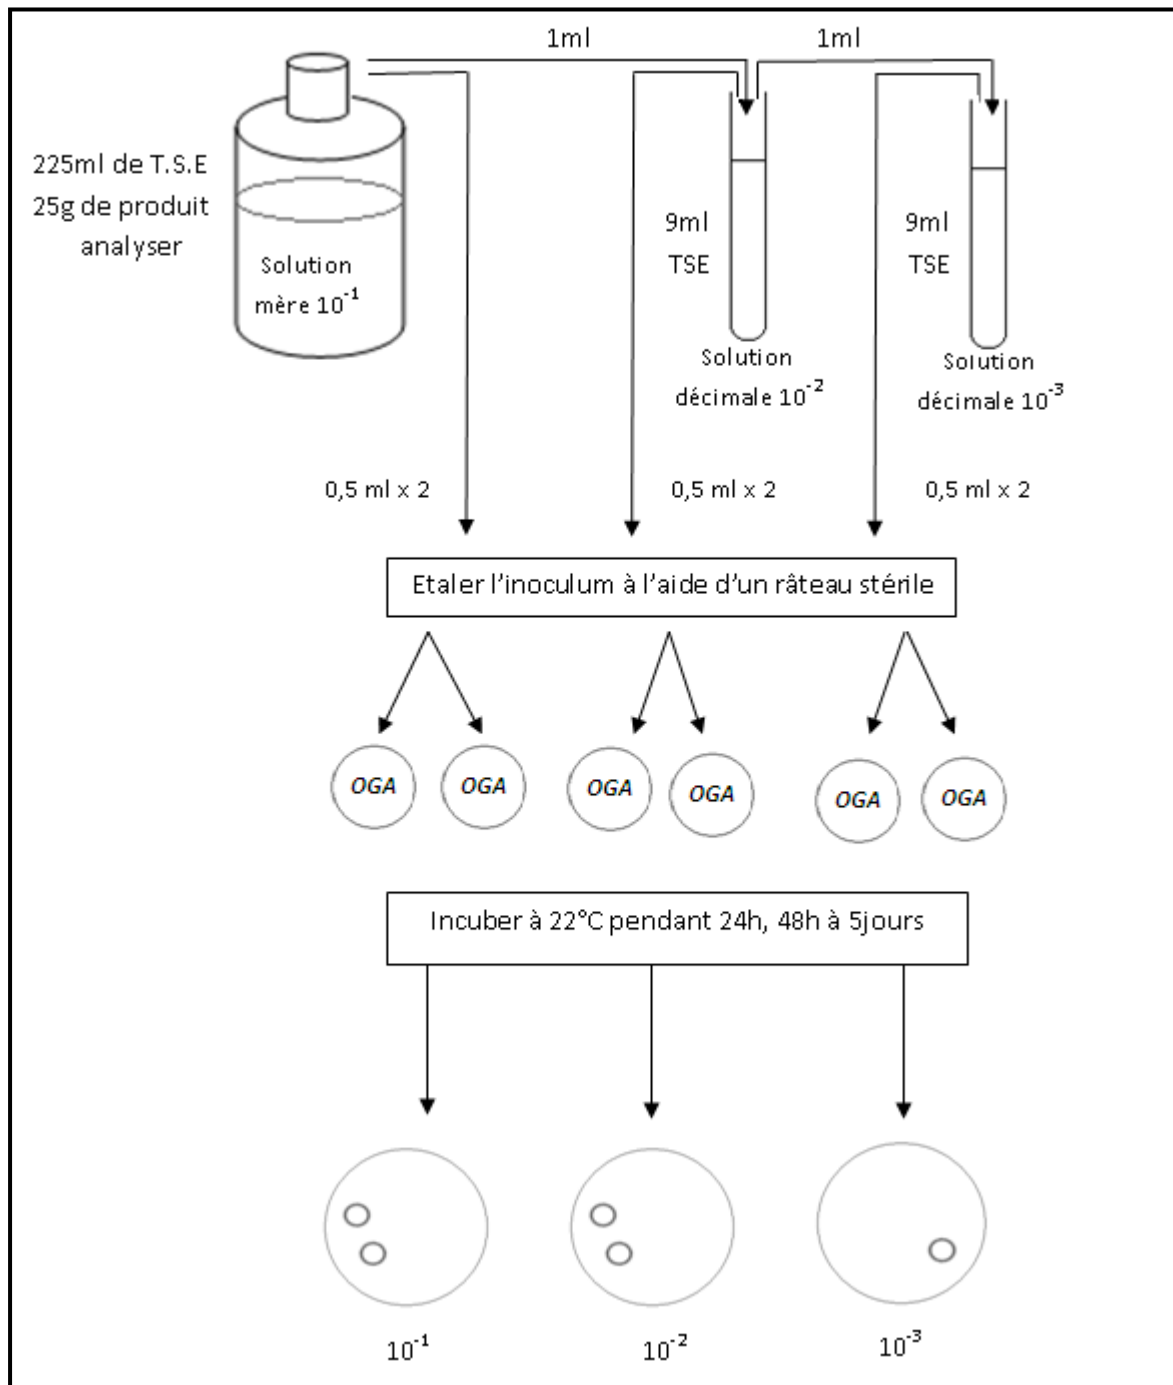 1ml
1ml
225ml de T.S.E
25g de produit
analyser
Solution
mère 10⁻¹
9ml
TSE
9ml
TSE
Solution
décimale 10⁻²
Solution
décimale 10⁻³
0,5 ml x 2
0,5 ml x 2
0,5 ml x 2
Etaler l'inoculum à l'aide d'un râteau stérile
OGA
OGA
OGA
OGA
OGA
OGA
Incuber à 22°C pendant 24h, 48h à 5jours
10⁻¹
10⁻²
10⁻³